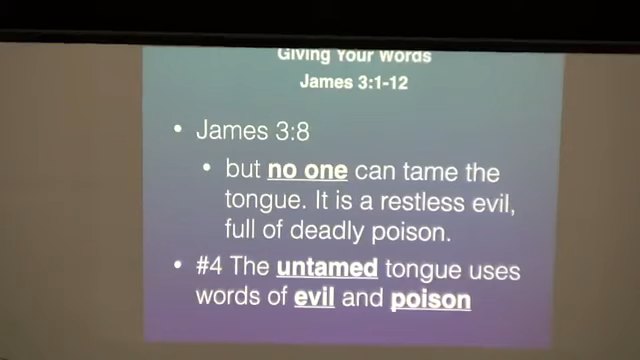 Giving Your Words
James 3:1-12
• James 3:8
• but no one can tame the
tongue. It is a restless evil,
full of deadly poison.
• #4 The untamed tongue uses
words of evil and poison